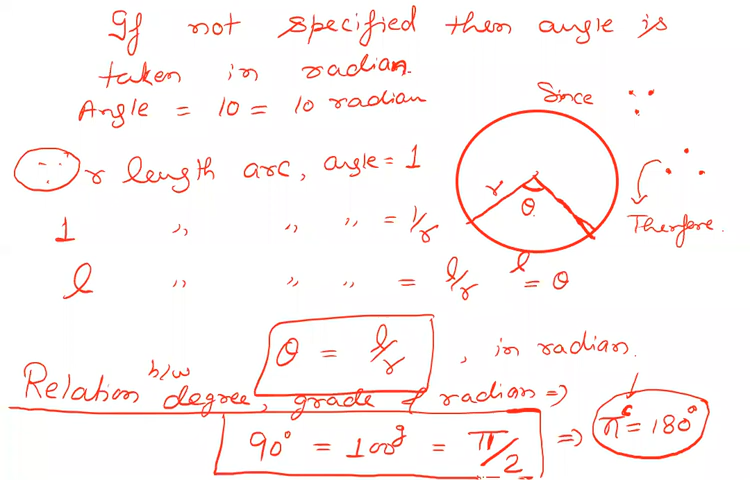 If not specified then angle is
taken in radian.
Angle = 10 = 10 radian
Since ∵
∵ r length arc, angle = 1
r
θ
∴
Therefore.
1 ,, ,, ,, = 1/r
l ,, ,, ,, = l/r = θ
l
θ = l/r , in radian.
Relation b/w degree, grade & radian ⇒
90° = 100ᵍ = π/2 ⇒ πᶜ = 180°